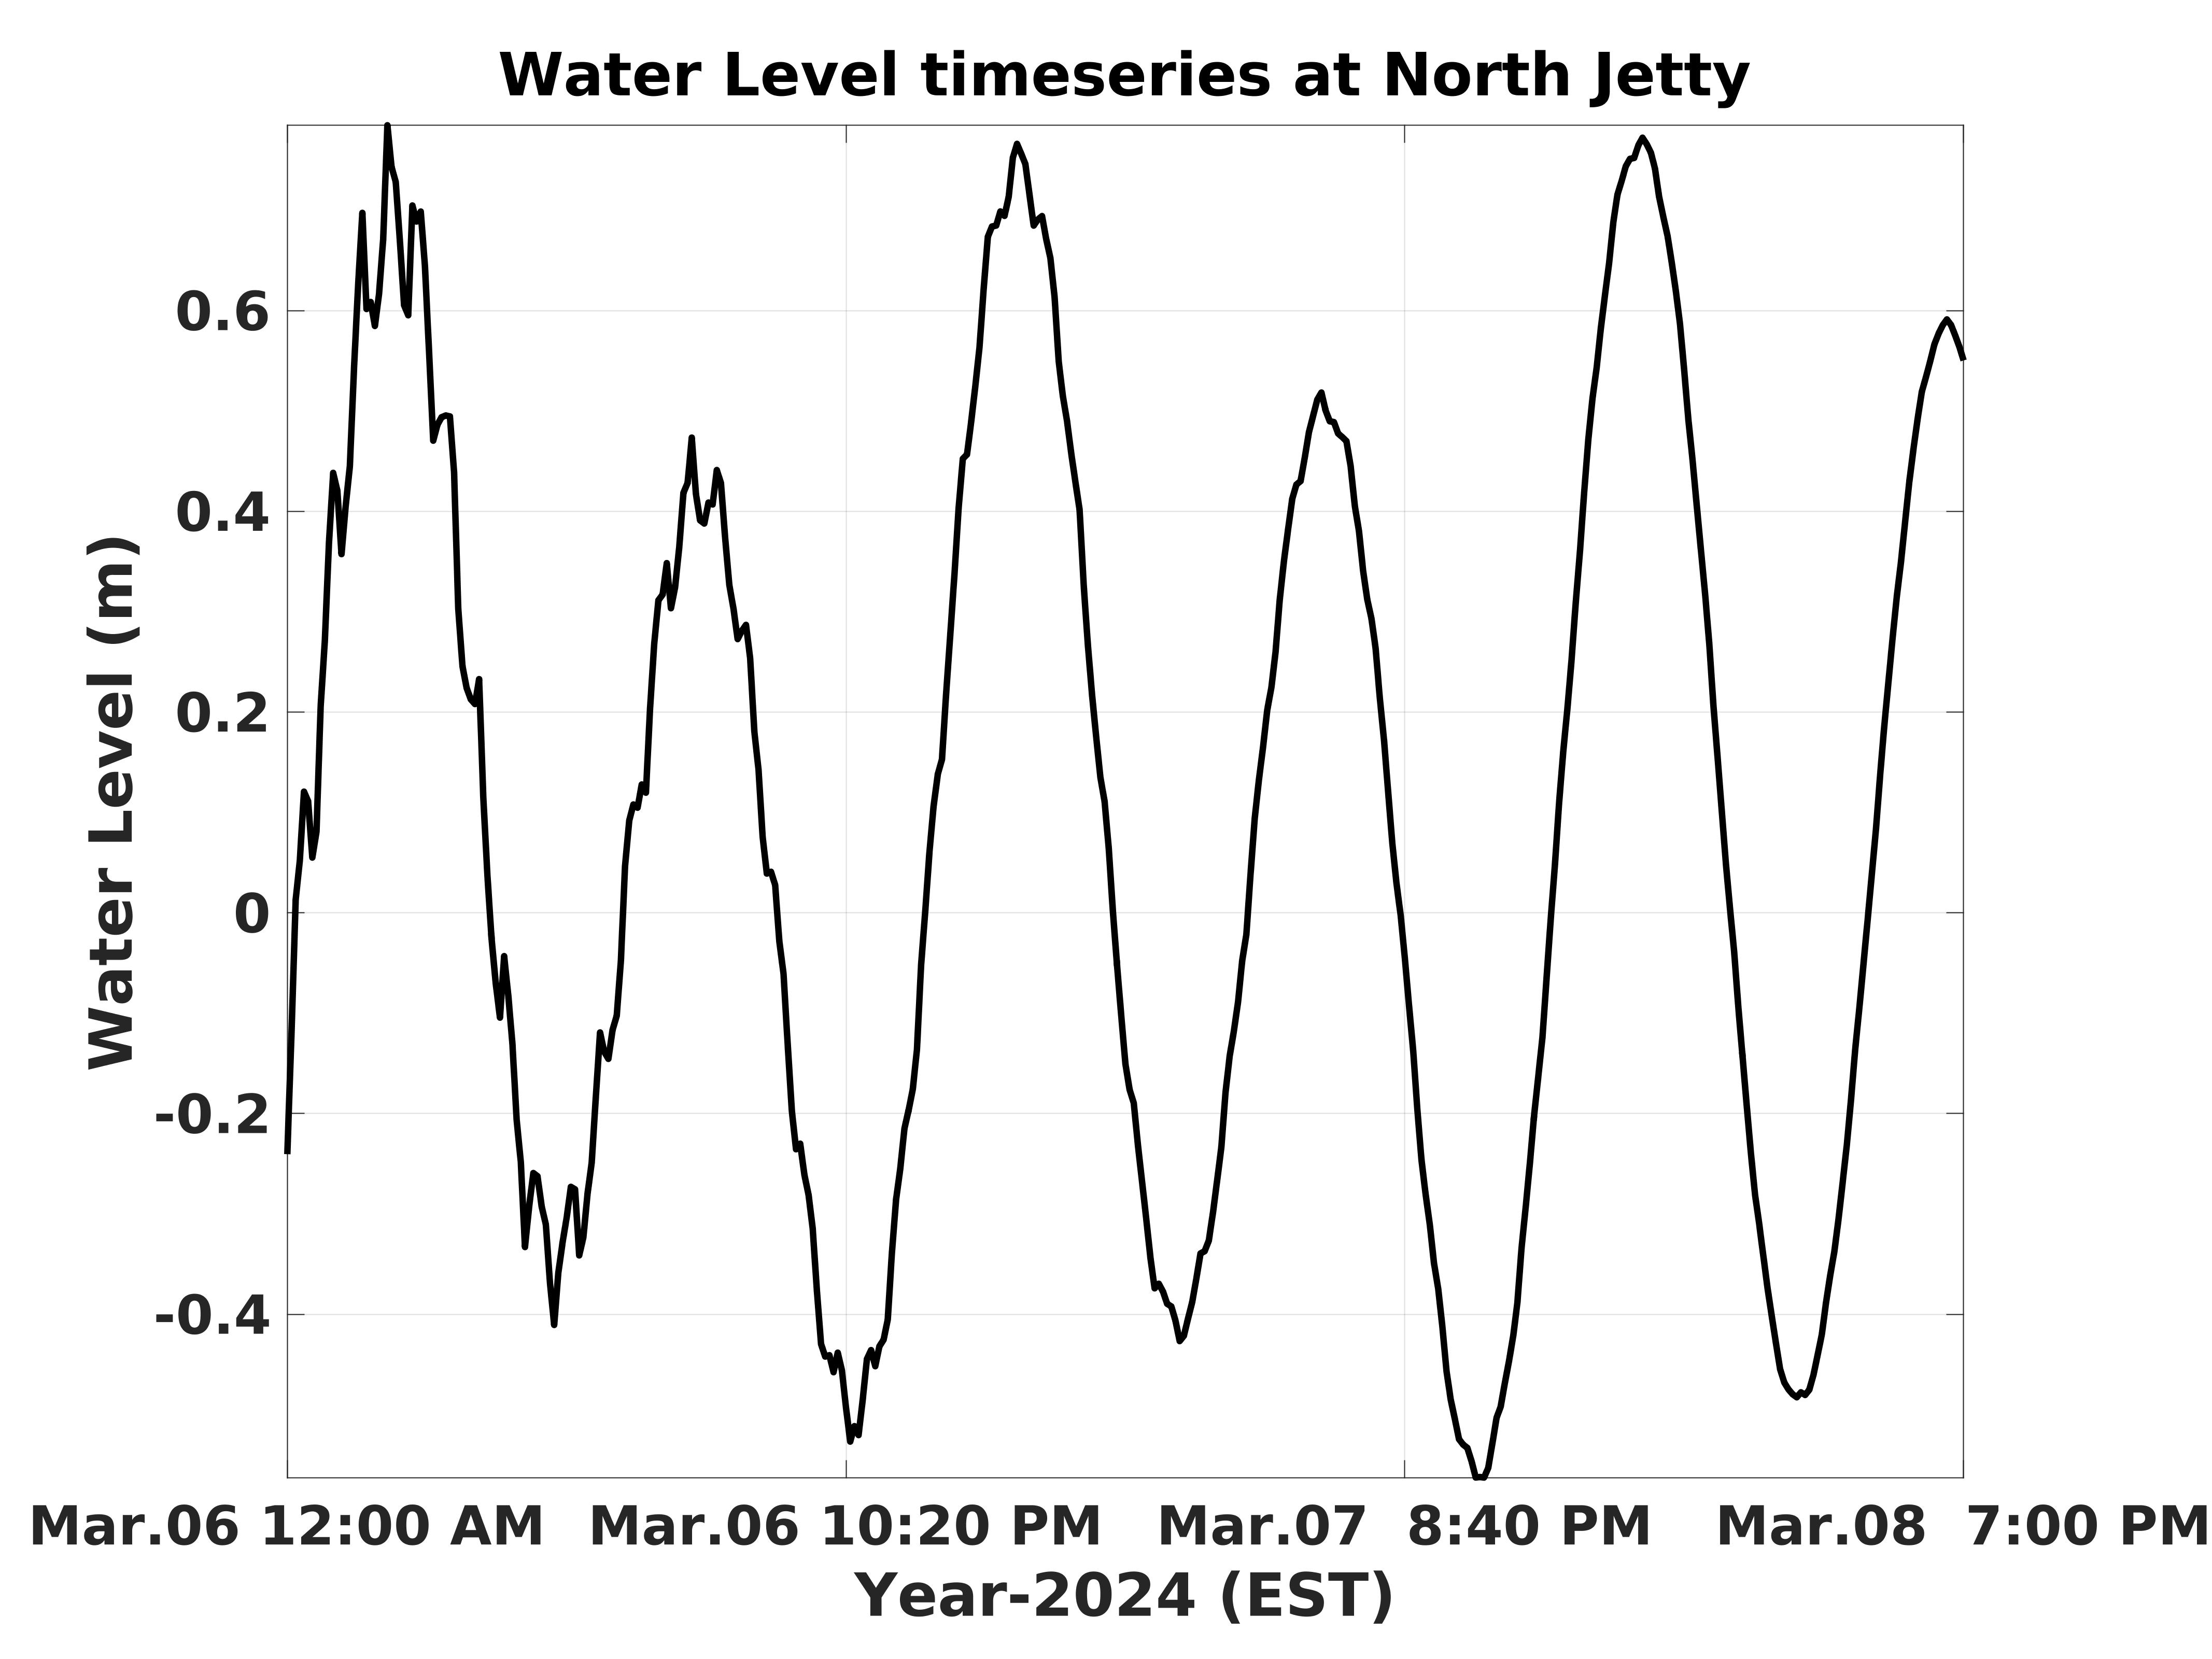 Water Level timeseries at North Jetty
Water Level (m)
0.6
0.4
0.2
0
-0.2
-0.4
Mar.06 12:00 AM Mar.06 10:20 PM Mar.07 8:40 PM Mar.08 7:00 PM
Year-2024 (EST)